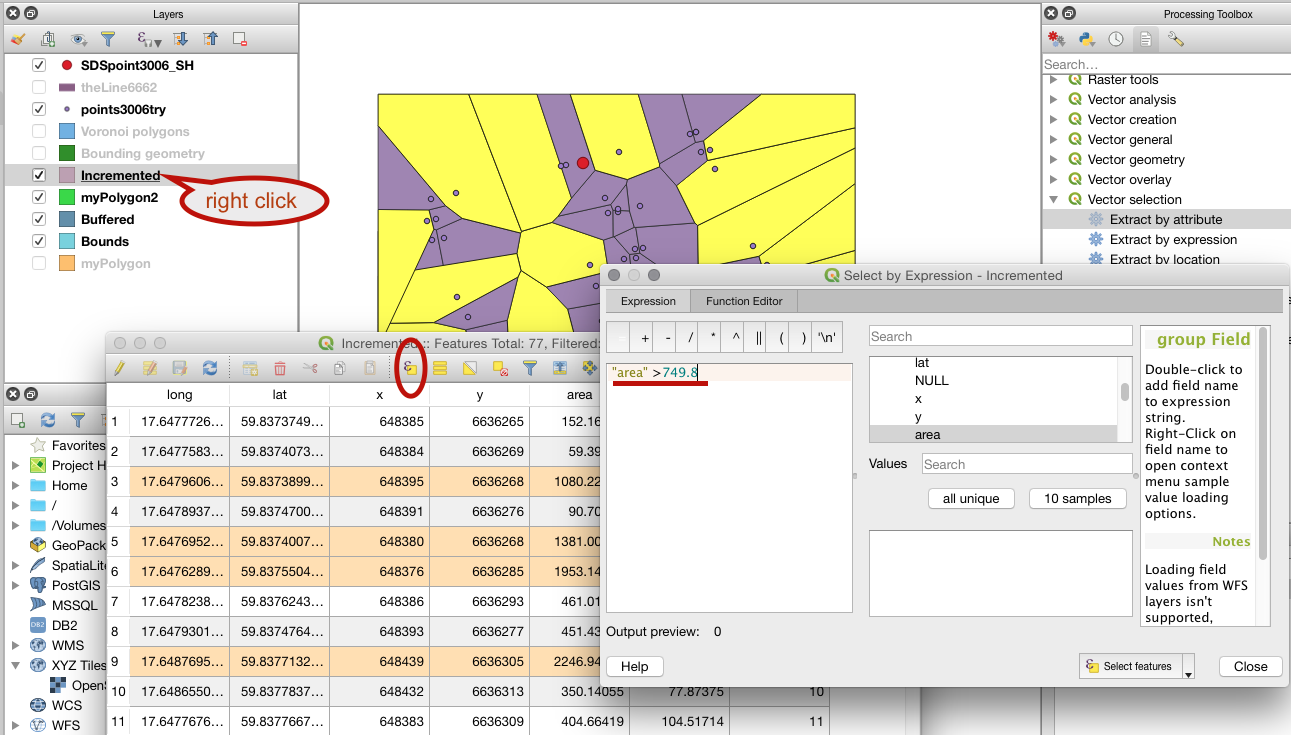 Layers
SDSpoint3006_SH
theLine6662
points3006try
Voronoi polygons
Bounding geometry
Incremented
myPolygon2
Buffered
Bounds
myPolygon
right click
Processing Toolbox
Search…
Raster tools
Vector analysis
Vector creation
Vector general
Vector geometry
Vector overlay
Vector selection
Extract by attribute
Extract by expression
Extract by location
Favorites
Project H
Home
/
/Volumes
GeoPack
SpatiaLite
PostGIS
MSSQL
DB2
WMS
XYZ Tiles
OpenS
WCS
WFS
Incremented :: Features Total: 77, Filtered:
long lat x y area
1 17.6477726… 59.8373749… 648385 6636265 152.16
2 17.6477583… 59.8374073… 648384 6636269 59.39
3 17.6479606… 59.8373899… 648395 6636268 1080.22
4 17.6478937… 59.8374700… 648391 6636276 90.70
5 17.6476952… 59.8374007… 648380 6636268 1381.00
6 17.6476289… 59.8375504… 648376 6636285 1953.14
7 17.6478238… 59.8376243… 648386 6636293 461.01
8 17.6479301… 59.8374764… 648393 6636277 451.43
9 17.6487695… 59.8377132… 648439 6636305 2246.94
10 17.6486550… 59.8377837… 648432 6636313 350.14055 77.87375 10
11 17.6477676… 59.8377667… 648383 6636309 404.66419 104.51714 11
Select by Expression - Incremented
Expression Function Editor
+ - / * ^ || ( ) '\n'
"area" >749.8
Search
lat
NULL
x
y
area
Values Search
all unique 10 samples
group Field
Double-click to
add field name
to expression
string.
Right-Click on
field name to
open context
menu sample
value loading
options.
Notes
Loading field
values from WFS
layers isn't
supported,
Output preview: 0
Help
Select features
Close